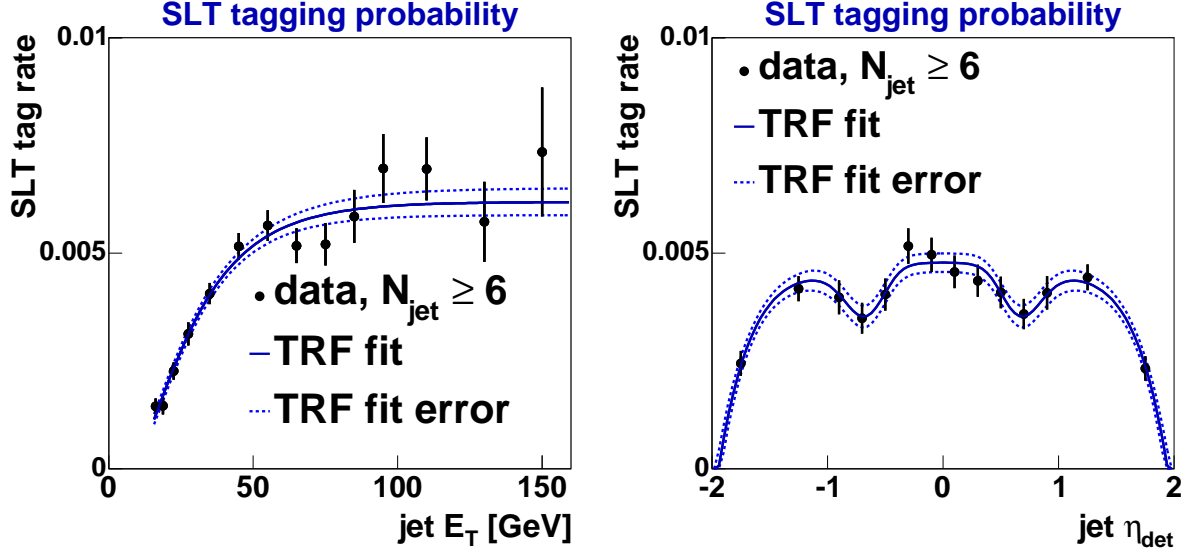 SLT tagging probability
SLT tag rate
0.01
0.005
0
data, N_jet ≥ 6
TRF fit
TRF fit error
0 50 100 150
jet E_T [GeV]
SLT tagging probability
SLT tag rate
0.01
data, N_jet ≥ 6
TRF fit
TRF fit error
0.005
0
-2 -1 0 1 2
jet η_det